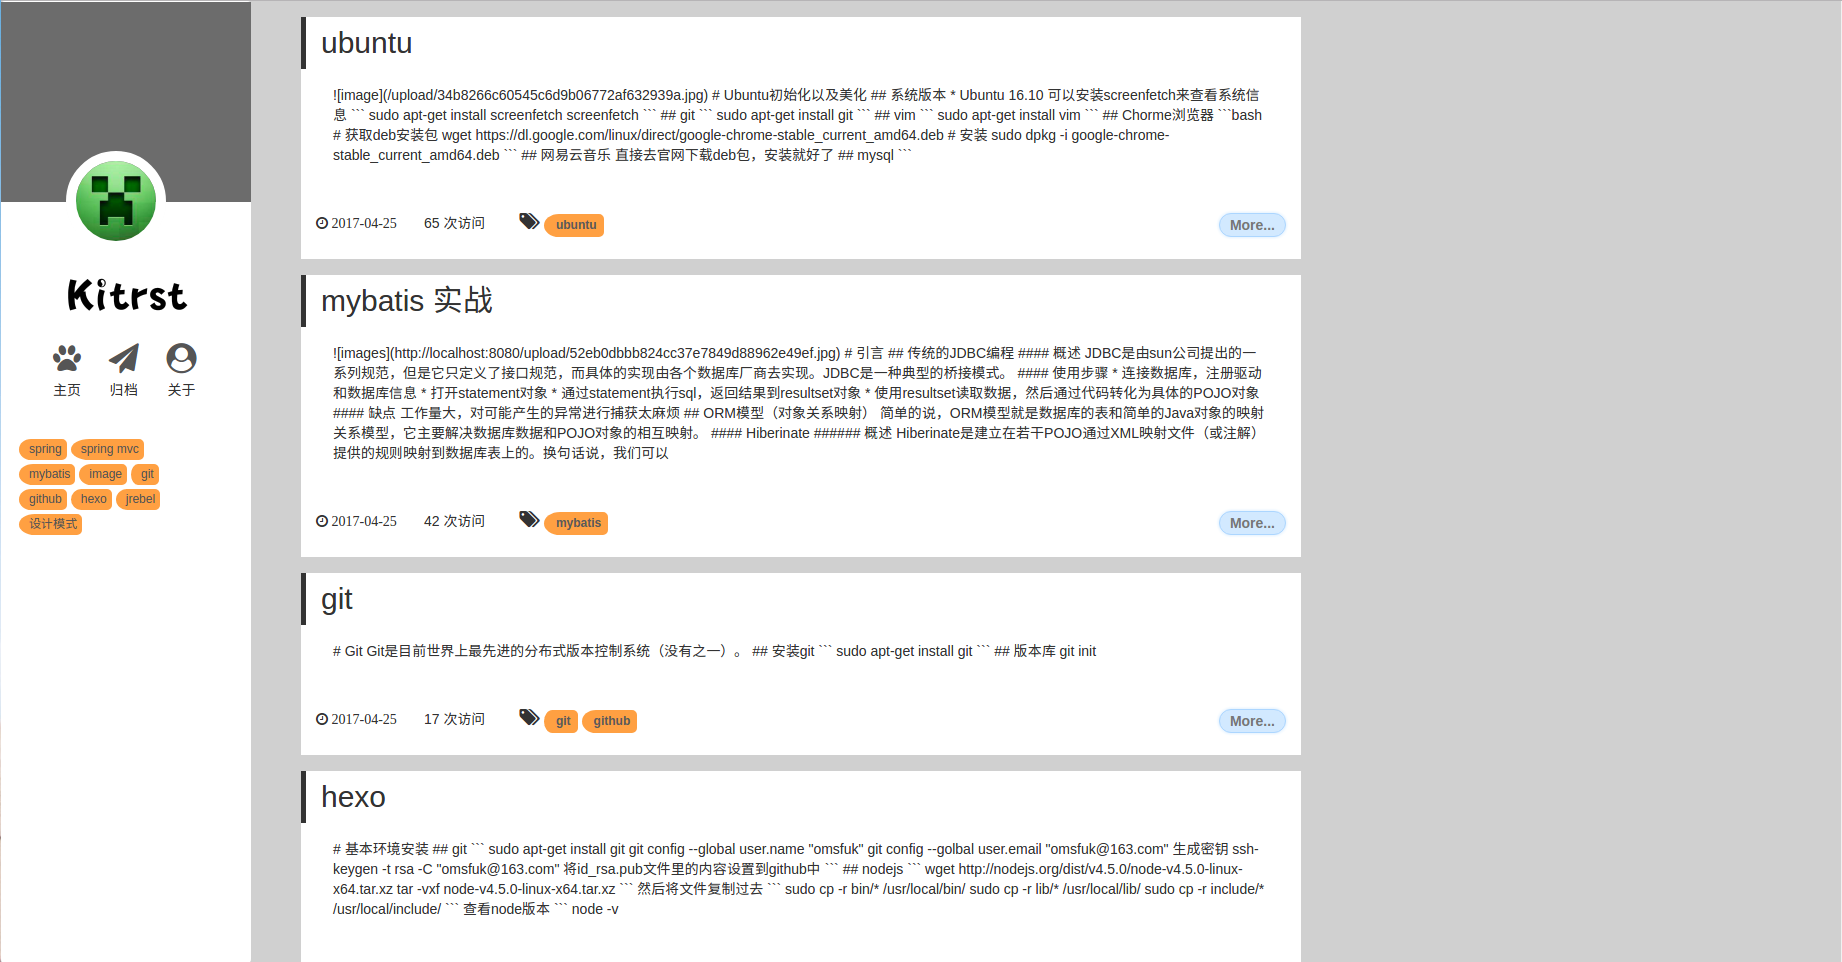 Kitrst
主页 归档 关于
spring spring mvc
mybatis image git
github hexo jrebel
设计模式
ubuntu
![image](/upload/34b8266c60545c6d9b06772af632939a.jpg) # Ubuntu初始化以及美化 ## 系统版本 * Ubuntu 16.10 可以安装screenfetch来查看系统信
息 ``` sudo apt-get install screenfetch screenfetch ``` ## git ``` sudo apt-get install git ``` ## vim ``` sudo apt-get install vim ``` ## Chorme浏览器 ```bash
# 获取deb安装包 wget https://dl.google.com/linux/direct/google-chrome-stable_current_amd64.deb # 安装 sudo dpkg -i google-chrome-
stable_current_amd64.deb ``` ## 网易云音乐 直接去官网下载deb包，安装就好了 ## mysql ```
2017-04-25 65 次访问 ubuntu More...
mybatis 实战
![images](http://localhost:8080/upload/52eb0dbbb824cc37e7849d88962e49ef.jpg) # 引言 ## 传统的JDBC编程 #### 概述 JDBC是由sun公司提出的一
系列规范，但是它只定义了接口规范，而具体的实现由各个数据库厂商去实现。JDBC是一种典型的桥接模式。 #### 使用步骤 * 连接数据库，注册驱动
和数据库信息 * 打开statement对象 * 通过statement执行sql，返回结果到resultset对象 * 使用resultset读取数据，然后通过代码转化为具体的POJO对象
#### 缺点 工作量大，对可能产生的异常进行捕获太麻烦 ## ORM模型（对象关系映射） 简单的说，ORM模型就是数据库的表和简单的Java对象的映射
关系模型，它主要解决数据库数据和POJO对象的相互映射。 #### Hiberinate ###### 概述 Hiberinate是建立在若干POJO通过XML映射文件（或注解）
提供的规则映射到数据库表上的。换句话说，我们可以
2017-04-25 42 次访问 mybatis More...
git
# Git Git是目前世界上最先进的分布式版本控制系统（没有之一）。 ## 安装git ``` sudo apt-get install git ``` ## 版本库 git init
2017-04-25 17 次访问 git github More...
hexo
# 基本环境安装 ## git ``` sudo apt-get install git git config --global user.name "omsfuk" git config --golbal user.email "omsfuk@163.com" 生成密钥 ssh-
keygen -t rsa -C "omsfuk@163.com" 将id_rsa.pub文件里的内容设置到github中 ``` ## nodejs ``` wget http://nodejs.org/dist/v4.5.0/node-v4.5.0-linux-
x64.tar.xz tar -vxf node-v4.5.0-linux-x64.tar.xz ``` 然后将文件复制过去 ``` sudo cp -r bin/* /usr/local/bin/ sudo cp -r lib/* /usr/local/lib/ sudo cp -r include/*
/usr/local/include/ ``` 查看node版本 ``` node -v